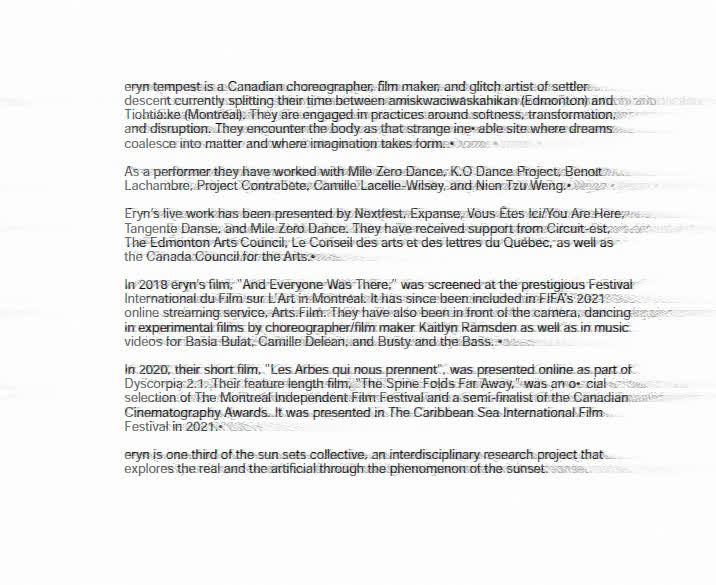 eryn tempest is a Canadian choreographer, film maker, and glitch artist of settler
descent currently splitting their time between amiskwaciwâskahikan (Edmonton) and
(Montréal). They are engaged in practices around softness, transformation,
and disruption. They encounter the body as that strange ine•able site where dreams
coalesce into matter and where imagination takes form. •
As a performer they have worked with Mile Zero Dance, K.O Dance Project, Benoit
Lachambre, Project Contrabete, Camille Lacelle-Wilsey, and Nien Tzu Weng.•
Eryn's live work has been presented by Nextfest, Expanse, Vous Êtes Ici/You Are Here,
Tangente Danse, and Mile Zero Dance. They have received support from Circuit-est,
The Edmonton Arts Council, Le Conseil des arts et des lettres du Québec, as well as
the Canada Council for the Arts.•
In 2018 eryn's film, "And Everyone Was There," was screened at the prestigious Festival
International du Film sur L'Art in Montréal. It has since been included in FIFA's 2021
online streaming service, Arts.Film. They have also been in front of the camera, dancing
in experimental films by choreographer/film maker Kaitlyn Ramsden as well as in music
videos for Basia Bulat, Camille Delean, and Busty and the Bass. •
In 2020, their short film, "Les Arbes qui nous prennent", was presented online as part of
Dyscorpia 2.1. Their feature length film, "The Spine Folds Far Away," was an o• cial
selection of The Montreal Independent Film Festival and a semi-finalist of the Canadian
Cinematography Awards. It was presented in The Caribbean Sea International Film
Festival in 2021.•
eryn is one third of the sun sets collective, an interdisciplinary research project that
explores the real and the artificial through the phenomenon of the sunset.